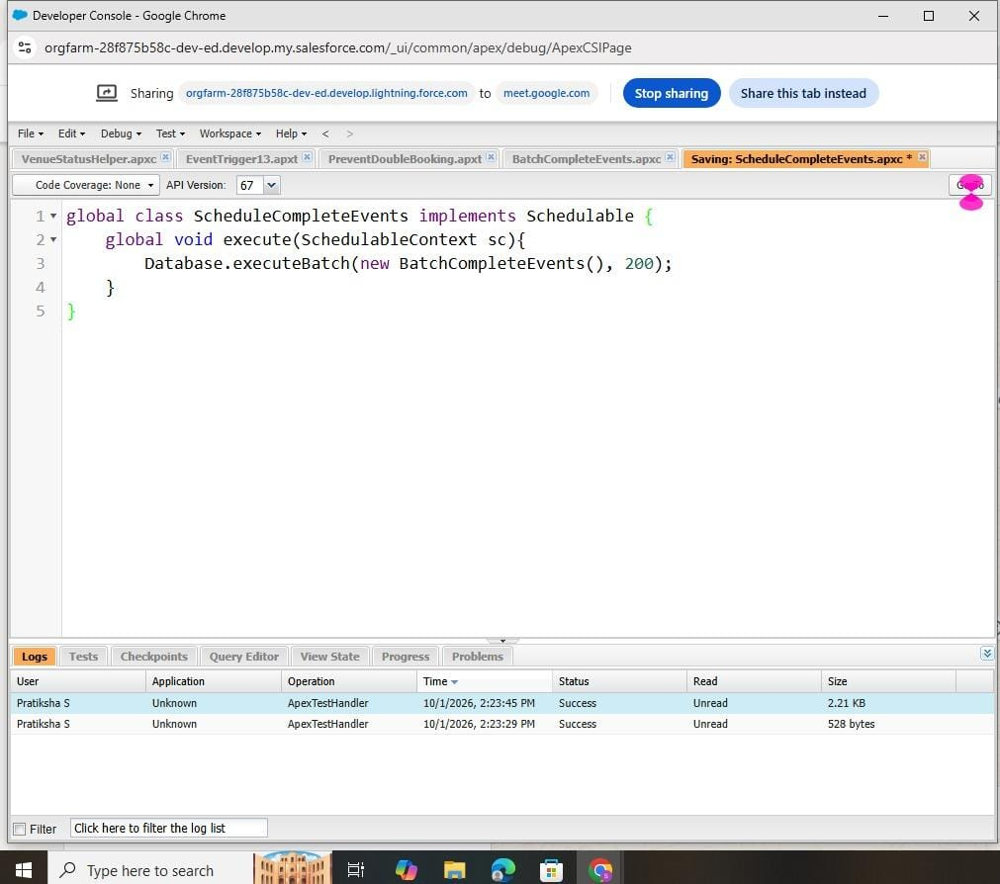 Developer Console - Google Chrome
orgfarm-28f875b58c-dev-ed.develop.my.salesforce.com/_ui/common/apex/debug/ApexCSIPage
Sharing orgfarm-28f875b58c-dev-ed.develop.lightning.force.com to meet.google.com Stop sharing Share this tab instead
File Edit Debug Test Workspace Help < >
VenueStatusHelper.apxc EventTrigger13.apxt PreventDoubleBooking.apxt BatchCompleteEvents.apxc Saving: ScheduleCompleteEvents.apxc *
Code Coverage: None API Version: 67
1 global class ScheduleCompleteEvents implements Schedulable {
2 global void execute(SchedulableContext sc){
3 Database.executeBatch(new BatchCompleteEvents(), 200);
4 }
5 }
Logs Tests Checkpoints Query Editor View State Progress Problems
User Application Operation Time Status Read Size
Pratiksha S Unknown ApexTestHandler 10/1/2026, 2:23:45 PM Success Unread 2.21 KB
Pratiksha S Unknown ApexTestHandler 10/1/2026, 2:23:29 PM Success Unread 528 bytes
Filter Click here to filter the log list
Type here to search